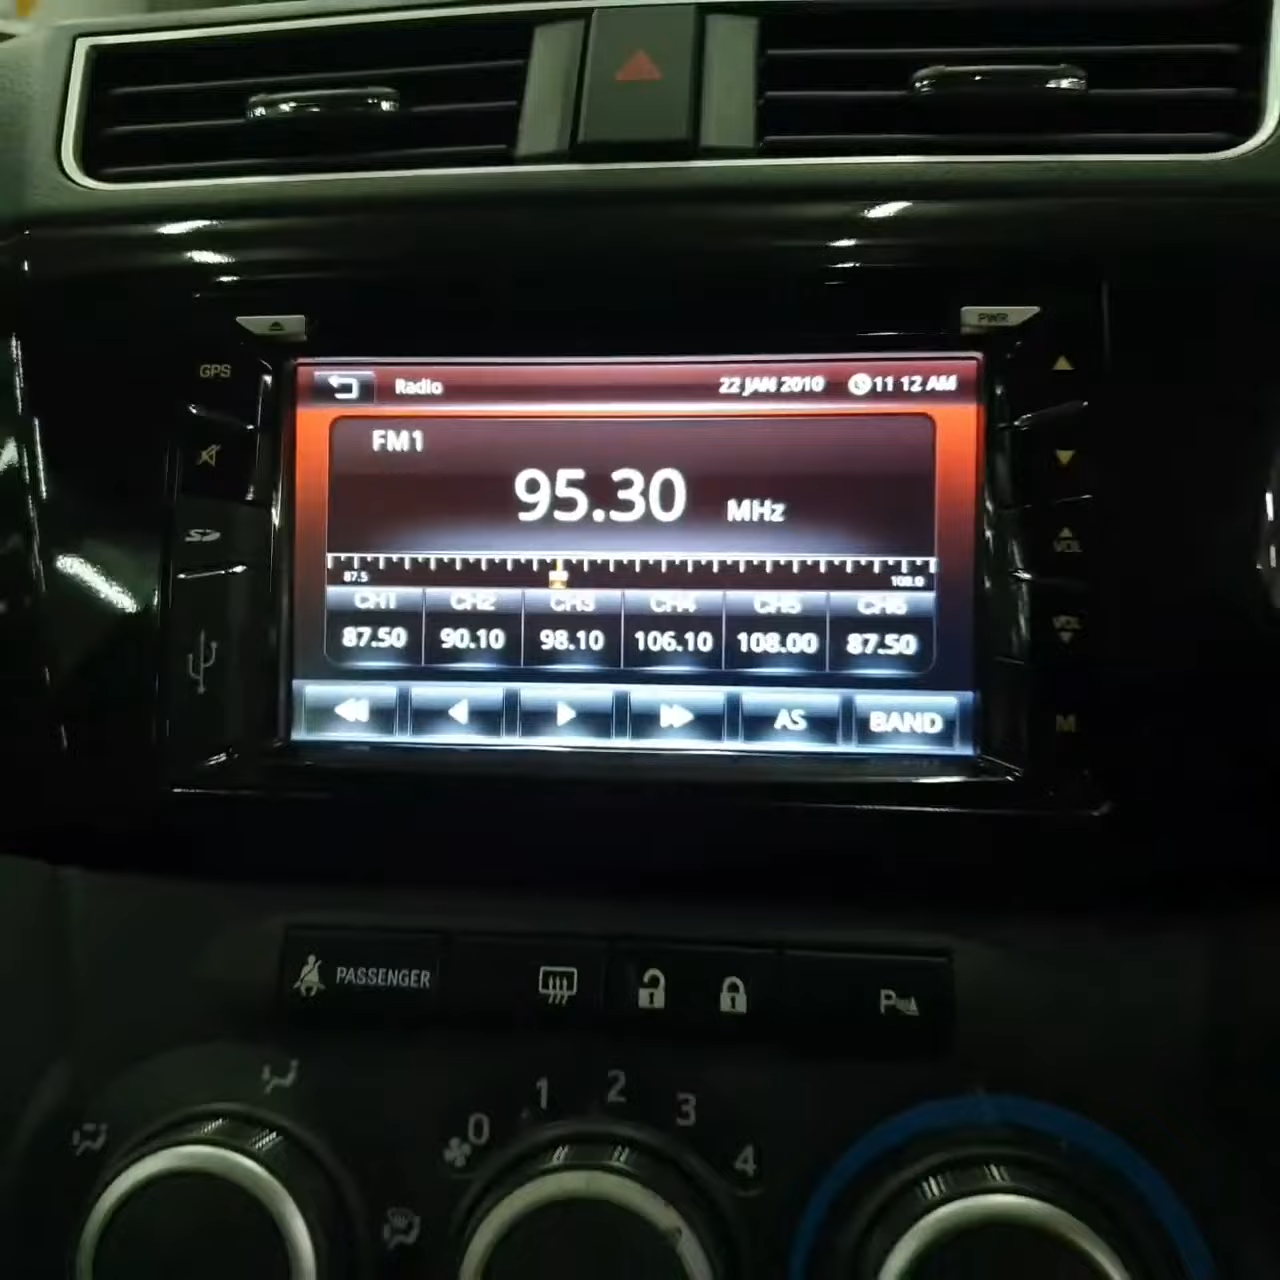 PWR
GPS
Radio 22 JAN 2010 11 12 AM
FM1
95.30 MHz
87.5 108.0
CH1 CH2 CH3 CH4 CH5 CH6
87.50 90.10 98.10 106.10 108.00 87.50
AS BAND
SD
VOL
VOL
M
PASSENGER
P
0 1 2 3 4